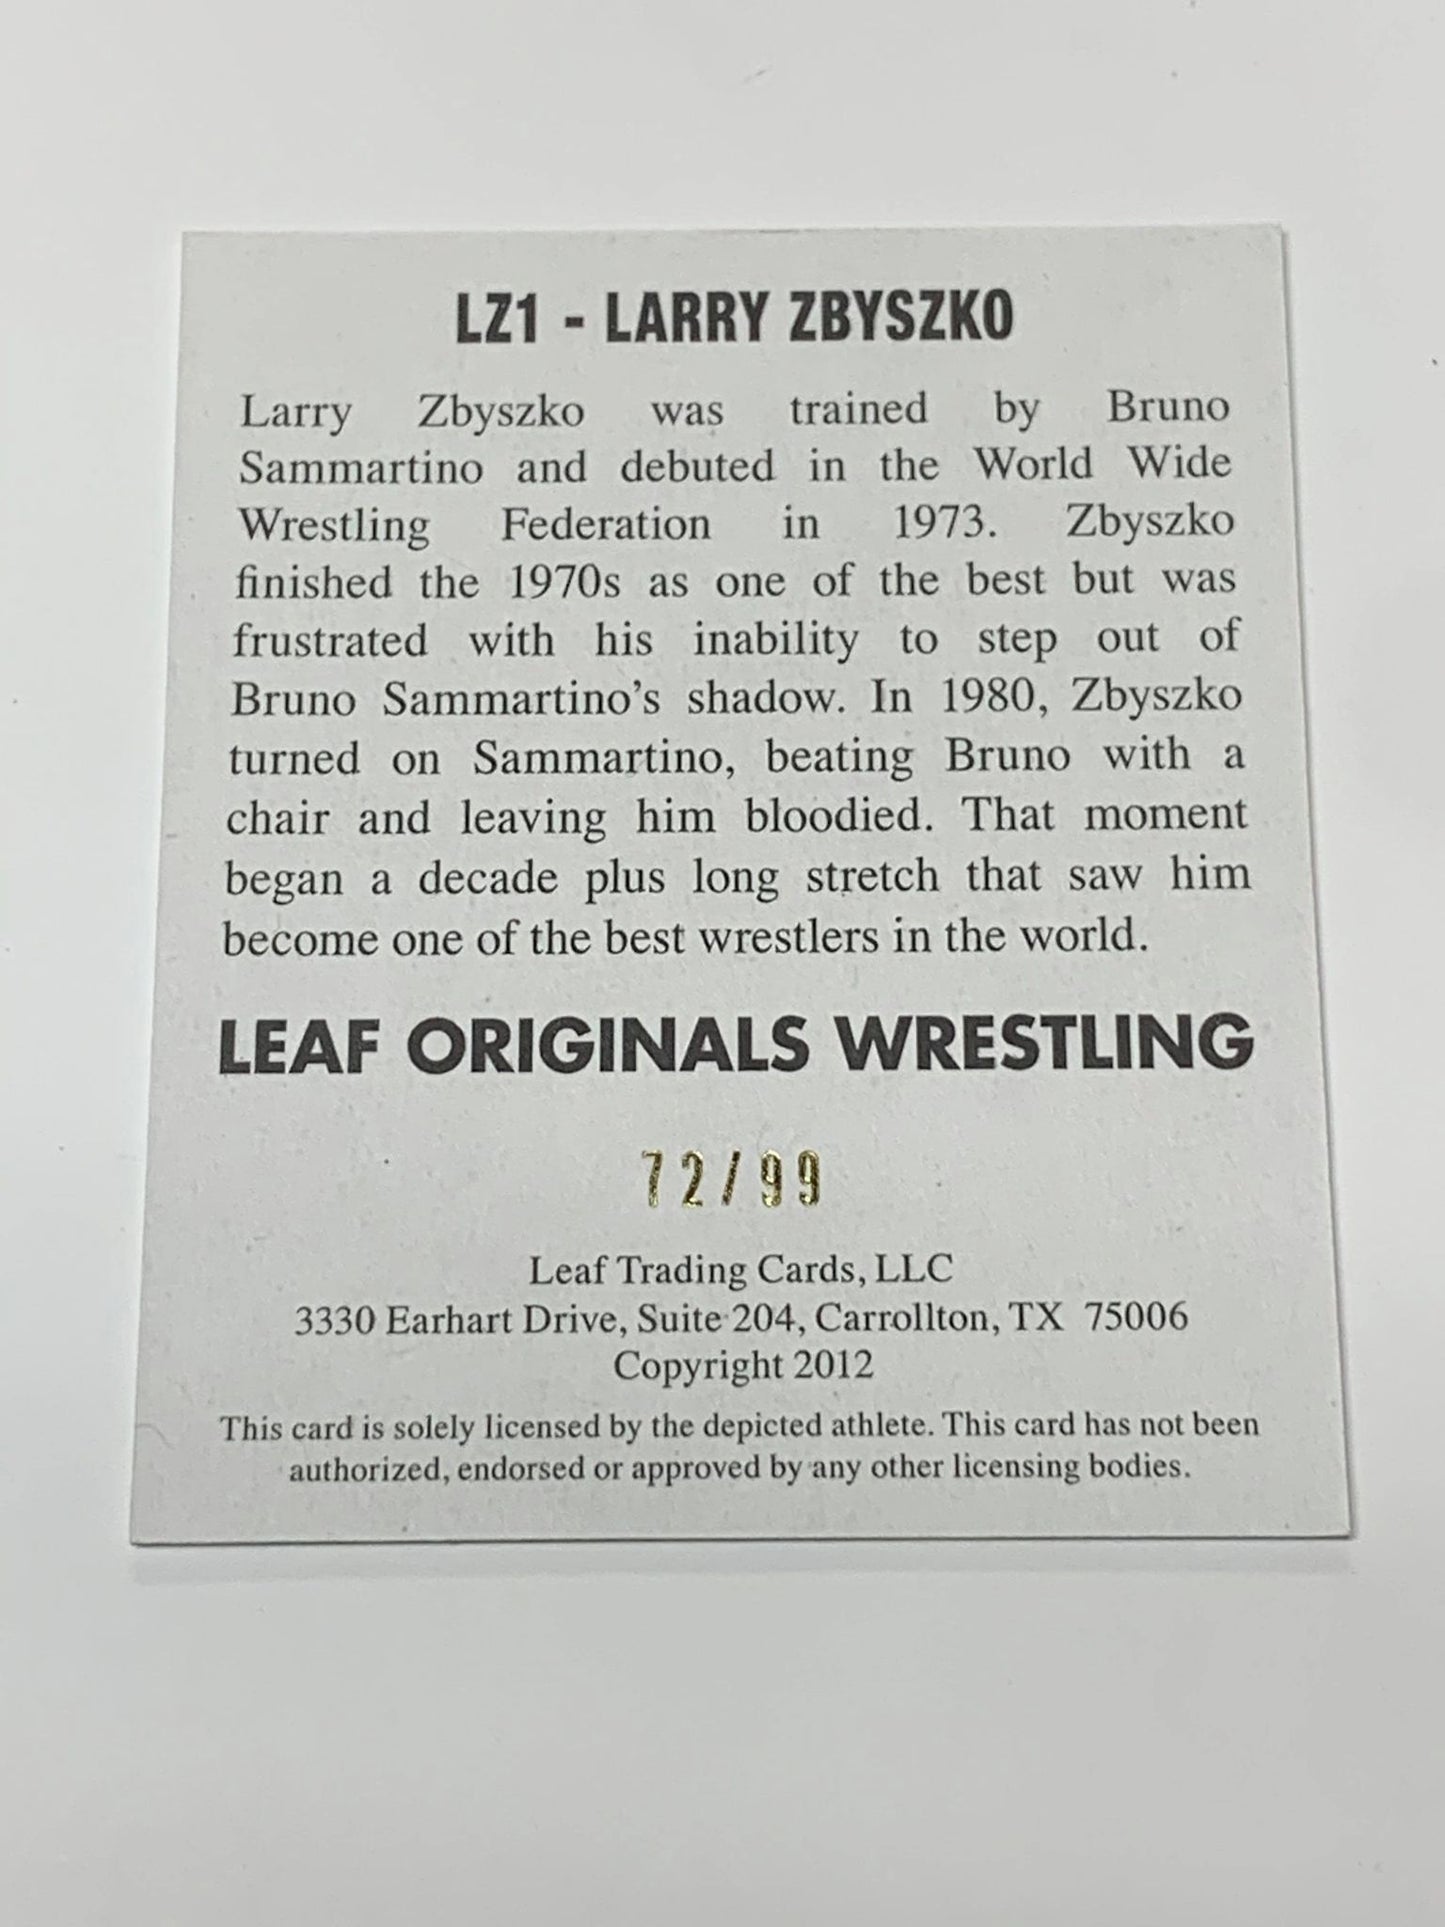 LZ1 - LARRY ZBYSZKO
Larry Zbyszko was trained by Bruno
Sammartino and debuted in the World Wide
Wrestling Federation in 1973. Zbyszko
finished the 1970s as one of the best but was
frustrated with his inability to step out of
Bruno Sammartino’s shadow. In 1980, Zbyszko
turned on Sammartino, beating Bruno with a
chair and leaving him bloodied. That moment
began a decade plus long stretch that saw him
become one of the best wrestlers in the world.
LEAF ORIGINALS WRESTLING
72/99
Leaf Trading Cards, LLC
3330 Earhart Drive, Suite 204, Carrollton, TX 75006
Copyright 2012
This card is solely licensed by the depicted athlete. This card has not been
authorized, endorsed or approved by any other licensing bodies.